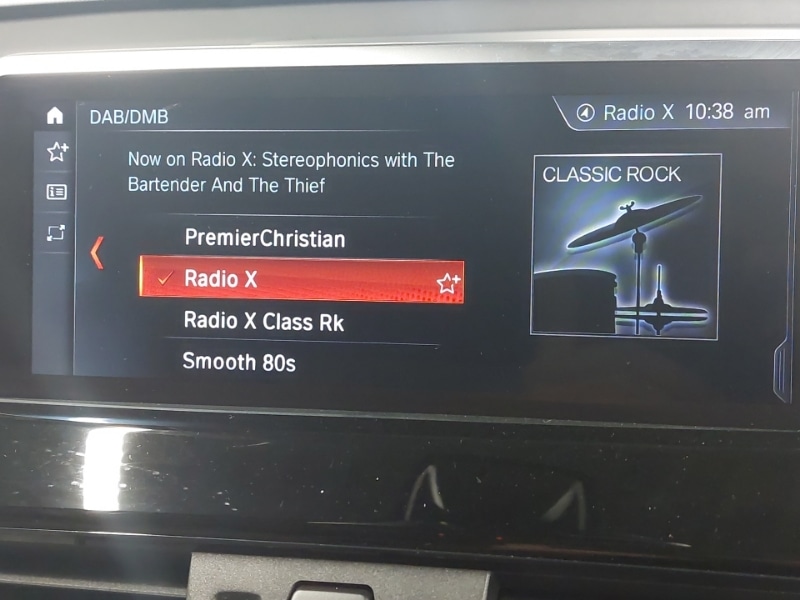 DAB/DMB
Radio X 10:38 am
Now on Radio X: Stereophonics with The
Bartender And The Thief
CLASSIC ROCK
PremierChristian
Radio X
Radio X Class Rk
Smooth 80s